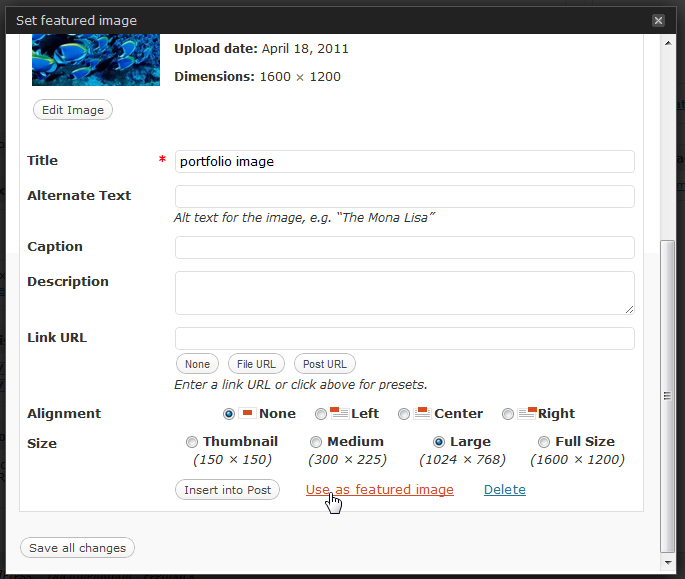 Set featured image
Upload date: April 18, 2011
Dimensions: 1600 × 1200
Edit Image
Title * portfolio image
Alternate Text
Alt text for the image, e.g. “The Mona Lisa”
Caption
Description
Link URL
None File URL Post URL
Enter a link URL or click above for presets.
Alignment None Left Center Right
Size Thumbnail Medium Large Full Size
(150 × 150) (300 × 225) (1024 × 768) (1600 × 1200)
Insert into Post Use as featured image Delete
Save all changes